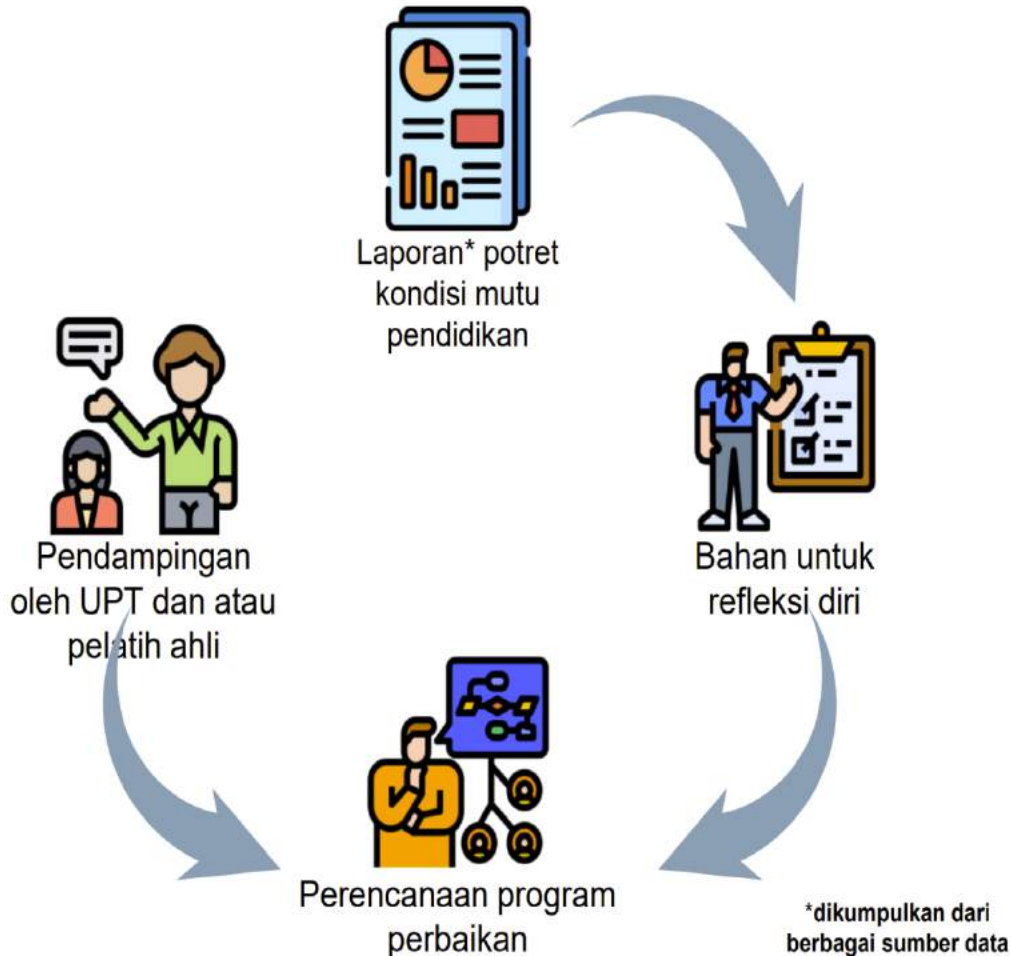 Laporan* potret
kondisi mutu
pendidikan
Pendampingan
oleh UPT dan atau
pelatih ahli
Bahan untuk
refleksi diri
Perencanaan program
perbaikan
*dikumpulkan dari
berbagai sumber data